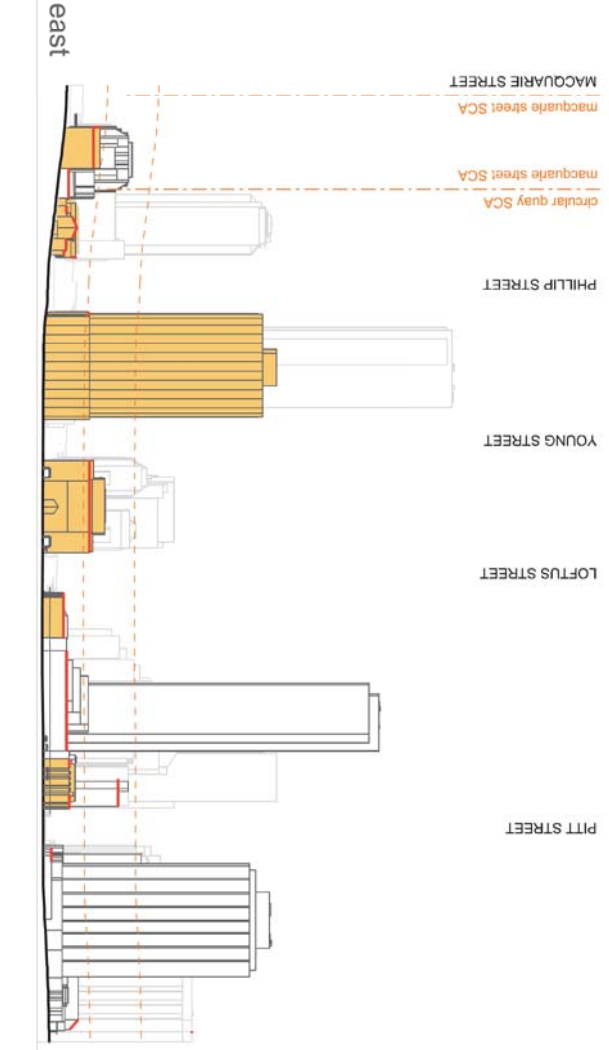 east
MACQUARIE STREET
macquarie street SCA
macquarie street SCA
circular quay SCA
PHILLIP STREET
YOUNG STREET
LOFTUS STREET
PITT STREET